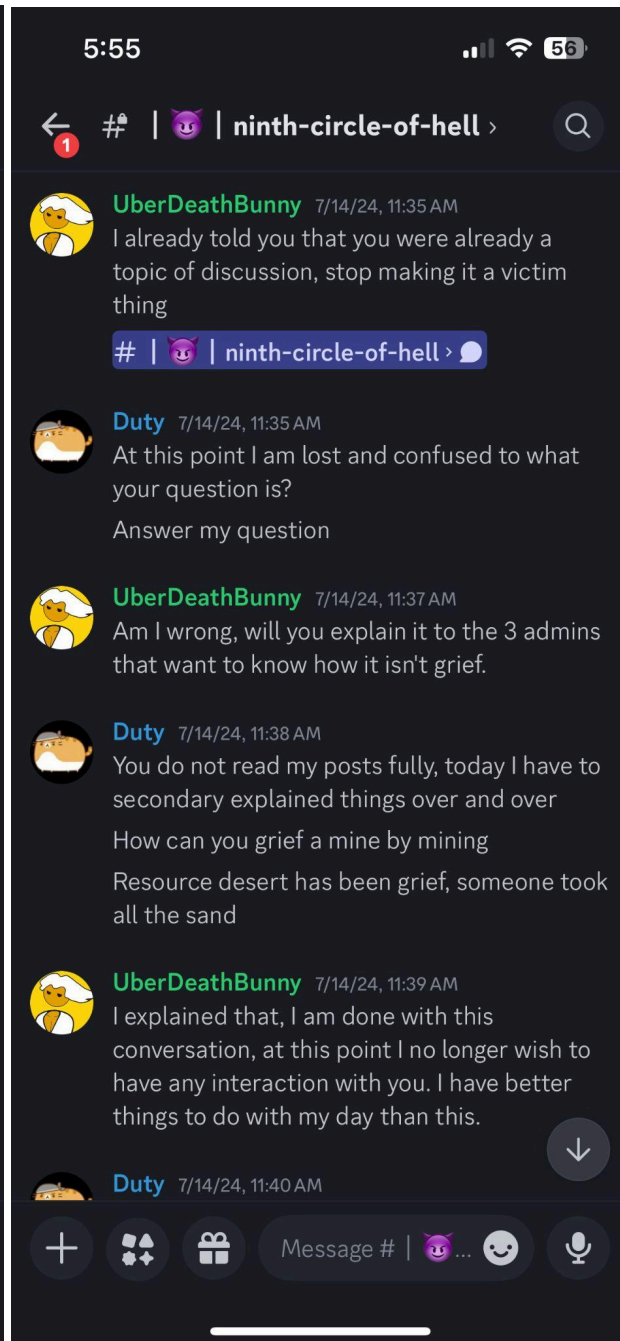 5:55
56
1
# | 😈 | ninth-circle-of-hell >
UberDeathBunny 7/14/24, 11:35 AM
I already told you that you were already a
topic of discussion, stop making it a victim
thing
# | 😈 | ninth-circle-of-hell >
Duty 7/14/24, 11:35 AM
At this point I am lost and confused to what
your question is?
Answer my question
UberDeathBunny 7/14/24, 11:37 AM
Am I wrong, will you explain it to the 3 admins
that want to know how it isn't grief.
Duty 7/14/24, 11:38 AM
You do not read my posts fully, today I have to
secondary explained things over and over
How can you grief a mine by mining
Resource desert has been grief, someone took
all the sand
UberDeathBunny 7/14/24, 11:39 AM
I explained that, I am done with this
conversation, at this point I no longer wish to
have any interaction with you. I have better
things to do with my day than this.
Duty 7/14/24, 11:40 AM
Message # | 😈...